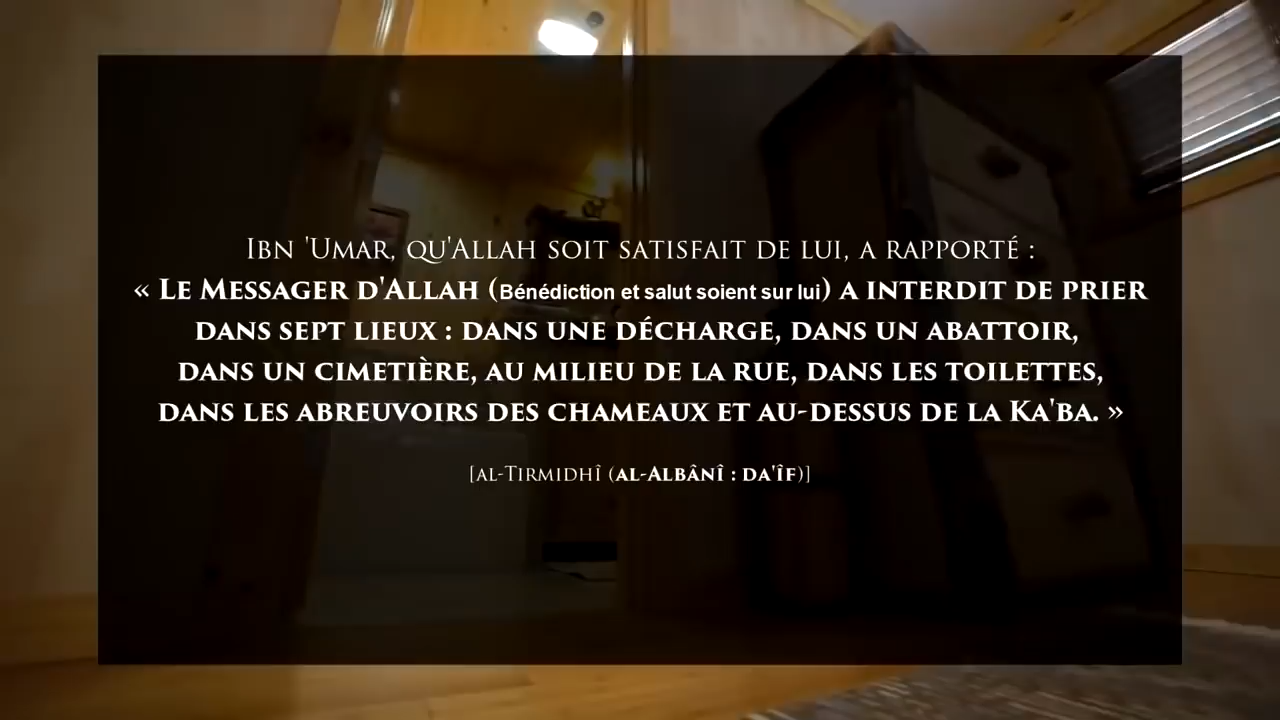 Ibn 'Umar, qu'Allah soit satisfait de lui, a rapporté :
« Le Messager d'Allah (Bénédiction et salut soient sur lui) a interdit de prier
dans sept lieux : dans une décharge, dans un abattoir,
dans un cimetière, au milieu de la rue, dans les toilettes,
dans les abreuvoirs des chameaux et au-dessus de la Ka'ba. »
[al-Tirmidhî (al-Albânî : da'îf)]